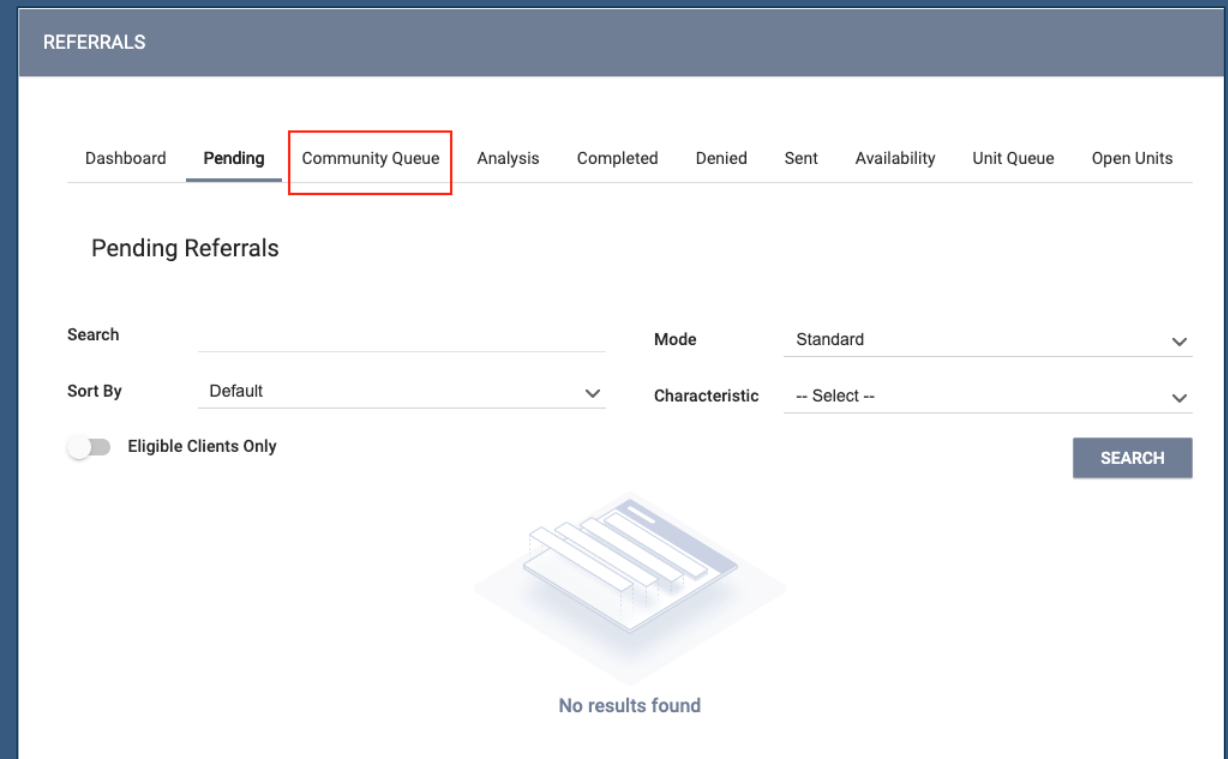 REFERRALS
Dashboard Pending Community Queue Analysis Completed Denied Sent Availability Unit Queue Open Units
Pending Referrals
Search
Mode Standard
Sort By Default
Characteristic -- Select --
Eligible Clients Only
SEARCH
No results found